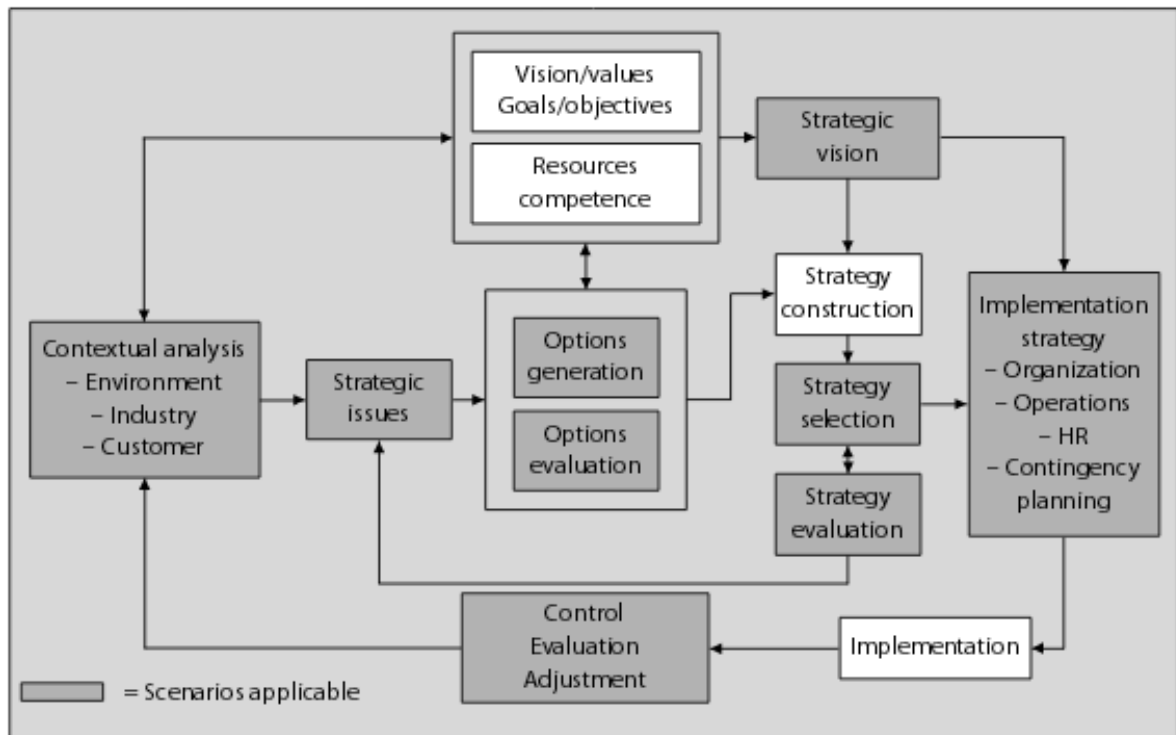 Vision/values
Goals/objectives
Resources
competence
Strategic
vision
Strategy
construction
Implementation
strategy
– Organization
– Operations
– HR
– Contingency
planning
Contextual analysis
– Environment
– Industry
– Customer
Strategic
issues
Options
generation
Options
evaluation
Strategy
selection
Strategy
evaluation
Control
Evaluation
Adjustment
Implementation
= Scenarios applicable